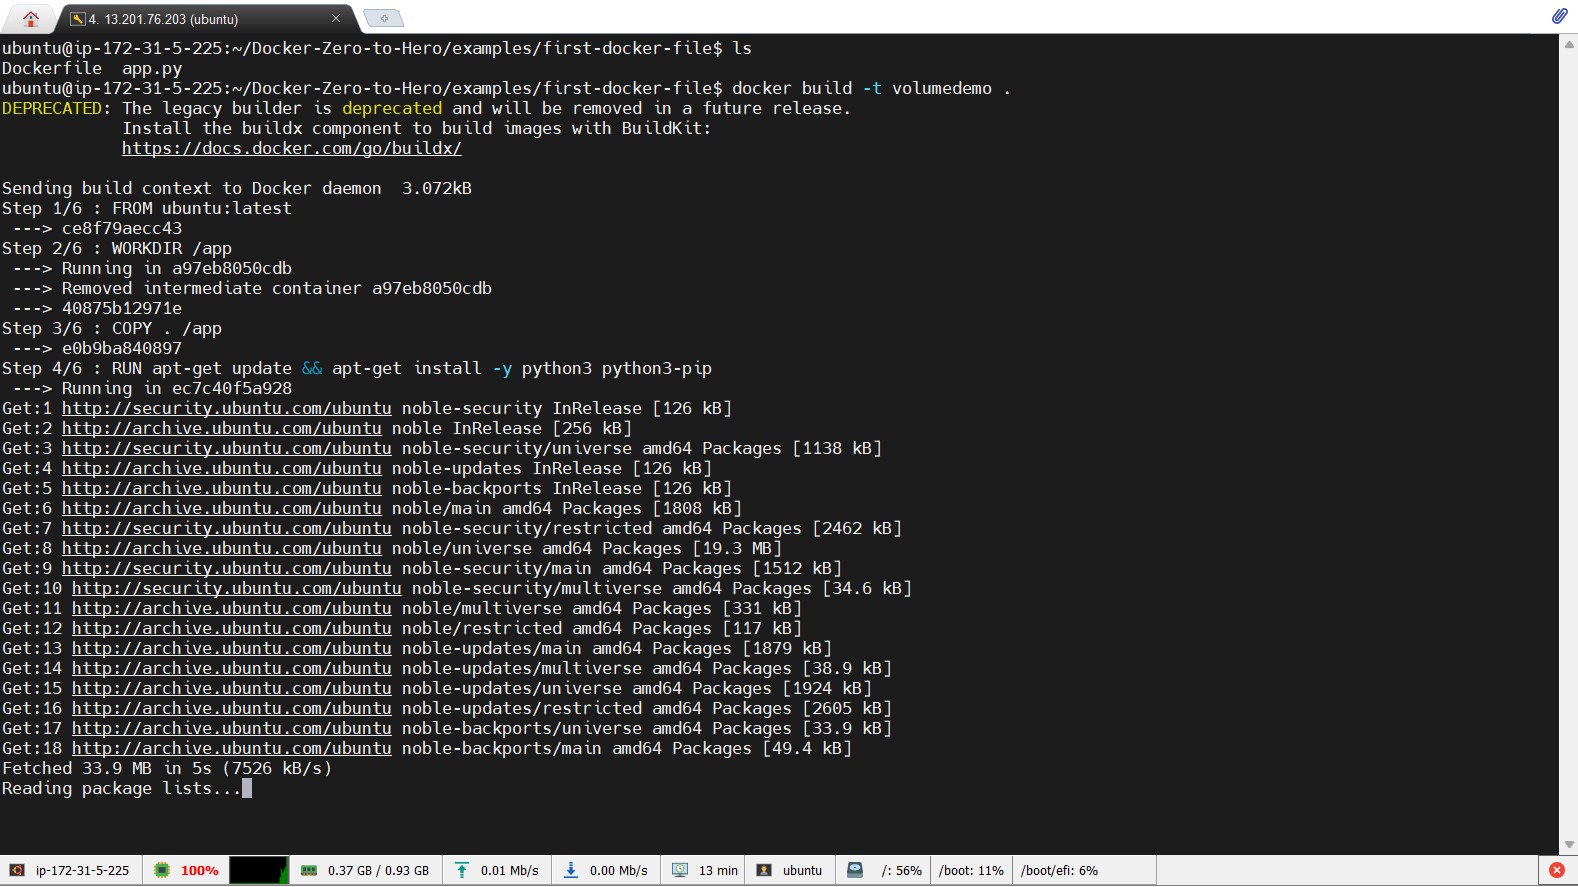 4. 13.201.76.203 (ubuntu)
ubuntu@ip-172-31-5-225:~/Docker-Zero-to-Hero/examples/first-docker-file$ ls
Dockerfile  app.py
ubuntu@ip-172-31-5-225:~/Docker-Zero-to-Hero/examples/first-docker-file$ docker build -t volumedemo .
DEPRECATED: The legacy builder is deprecated and will be removed in a future release.
            Install the buildx component to build images with BuildKit:
            https://docs.docker.com/go/buildx/
Sending build context to Docker daemon  3.072kB
Step 1/6 : FROM ubuntu:latest
 ---> ce8f79aecc43
Step 2/6 : WORKDIR /app
 ---> Running in a97eb8050cdb
 ---> Removed intermediate container a97eb8050cdb
 ---> 40875b12971e
Step 3/6 : COPY . /app
 ---> e0b9ba840897
Step 4/6 : RUN apt-get update && apt-get install -y python3 python3-pip
 ---> Running in ec7c40f5a928
Get:1 http://security.ubuntu.com/ubuntu noble-security InRelease [126 kB]
Get:2 http://archive.ubuntu.com/ubuntu noble InRelease [256 kB]
Get:3 http://security.ubuntu.com/ubuntu noble-security/universe amd64 Packages [1138 kB]
Get:4 http://archive.ubuntu.com/ubuntu noble-updates InRelease [126 kB]
Get:5 http://archive.ubuntu.com/ubuntu noble-backports InRelease [126 kB]
Get:6 http://archive.ubuntu.com/ubuntu noble/main amd64 Packages [1808 kB]
Get:7 http://security.ubuntu.com/ubuntu noble-security/restricted amd64 Packages [2462 kB]
Get:8 http://archive.ubuntu.com/ubuntu noble/universe amd64 Packages [19.3 MB]
Get:9 http://security.ubuntu.com/ubuntu noble-security/main amd64 Packages [1512 kB]
Get:10 http://security.ubuntu.com/ubuntu noble-security/multiverse amd64 Packages [34.6 kB]
Get:11 http://archive.ubuntu.com/ubuntu noble/multiverse amd64 Packages [331 kB]
Get:12 http://archive.ubuntu.com/ubuntu noble/restricted amd64 Packages [117 kB]
Get:13 http://archive.ubuntu.com/ubuntu noble-updates/main amd64 Packages [1879 kB]
Get:14 http://archive.ubuntu.com/ubuntu noble-updates/multiverse amd64 Packages [38.9 kB]
Get:15 http://archive.ubuntu.com/ubuntu noble-updates/universe amd64 Packages [1924 kB]
Get:16 http://archive.ubuntu.com/ubuntu noble-updates/restricted amd64 Packages [2605 kB]
Get:17 http://archive.ubuntu.com/ubuntu noble-backports/universe amd64 Packages [33.9 kB]
Get:18 http://archive.ubuntu.com/ubuntu noble-backports/main amd64 Packages [49.4 kB]
Fetched 33.9 MB in 5s (7526 kB/s)
Reading package lists...
ip-172-31-5-225 100% 0.37 GB / 0.93 GB 0.01 Mb/s 0.00 Mb/s 13 min ubuntu /: 56% /boot: 11% /boot/efi: 6%